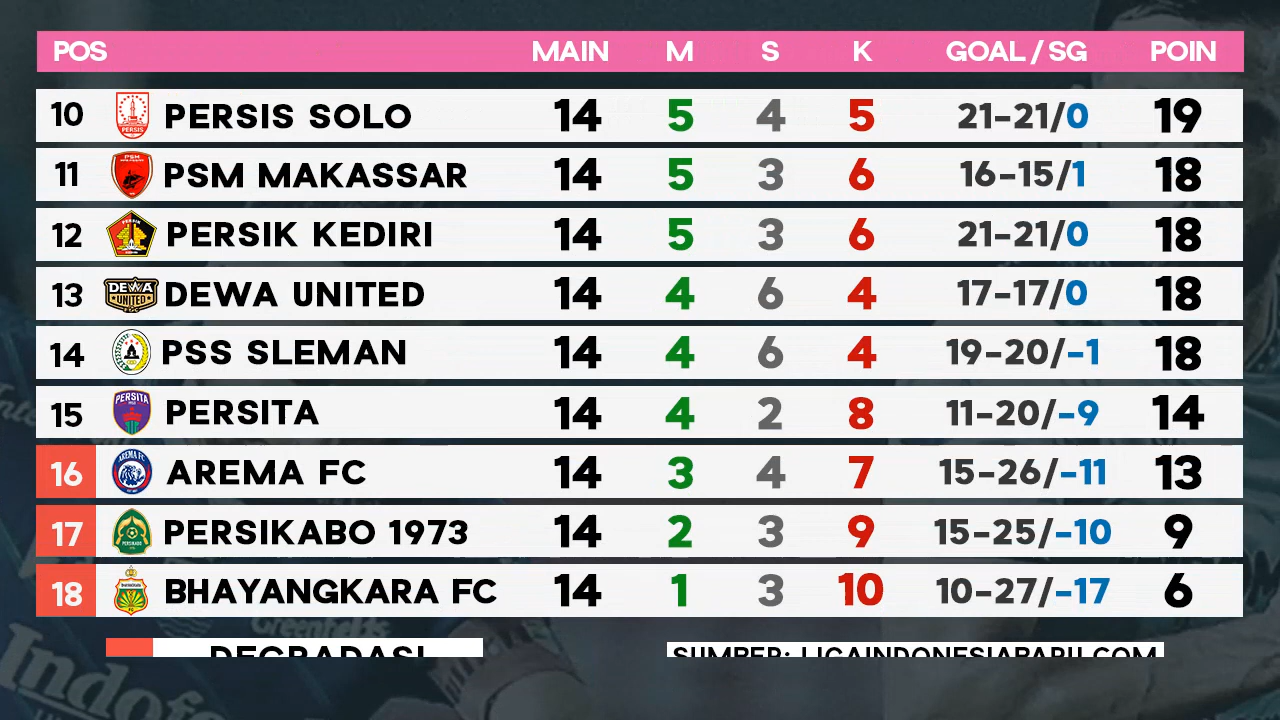 POS MAIN M S K GOAL / SG POIN
10 PERSIS SOLO 14 5 4 5 21-21/0 19
11 PSM MAKASSAR 14 5 3 6 16-15/1 18
12 PERSIK KEDIRI 14 5 3 6 21-21/0 18
13 DEWA UNITED 14 4 6 4 17-17/0 18
14 PSS SLEMAN 14 4 6 4 19-20/-1 18
15 PERSITA 14 4 2 8 11-20/-9 14
16 AREMA FC 14 3 4 7 15-26/-11 13
17 PERSIKABO 1973 14 2 3 9 15-25/-10 9
18 BHAYANGKARA FC 14 1 3 10 10-27/-17 6
DEGRADASI SUMBER: LIGAINDONESIABARU.COM
Indofo